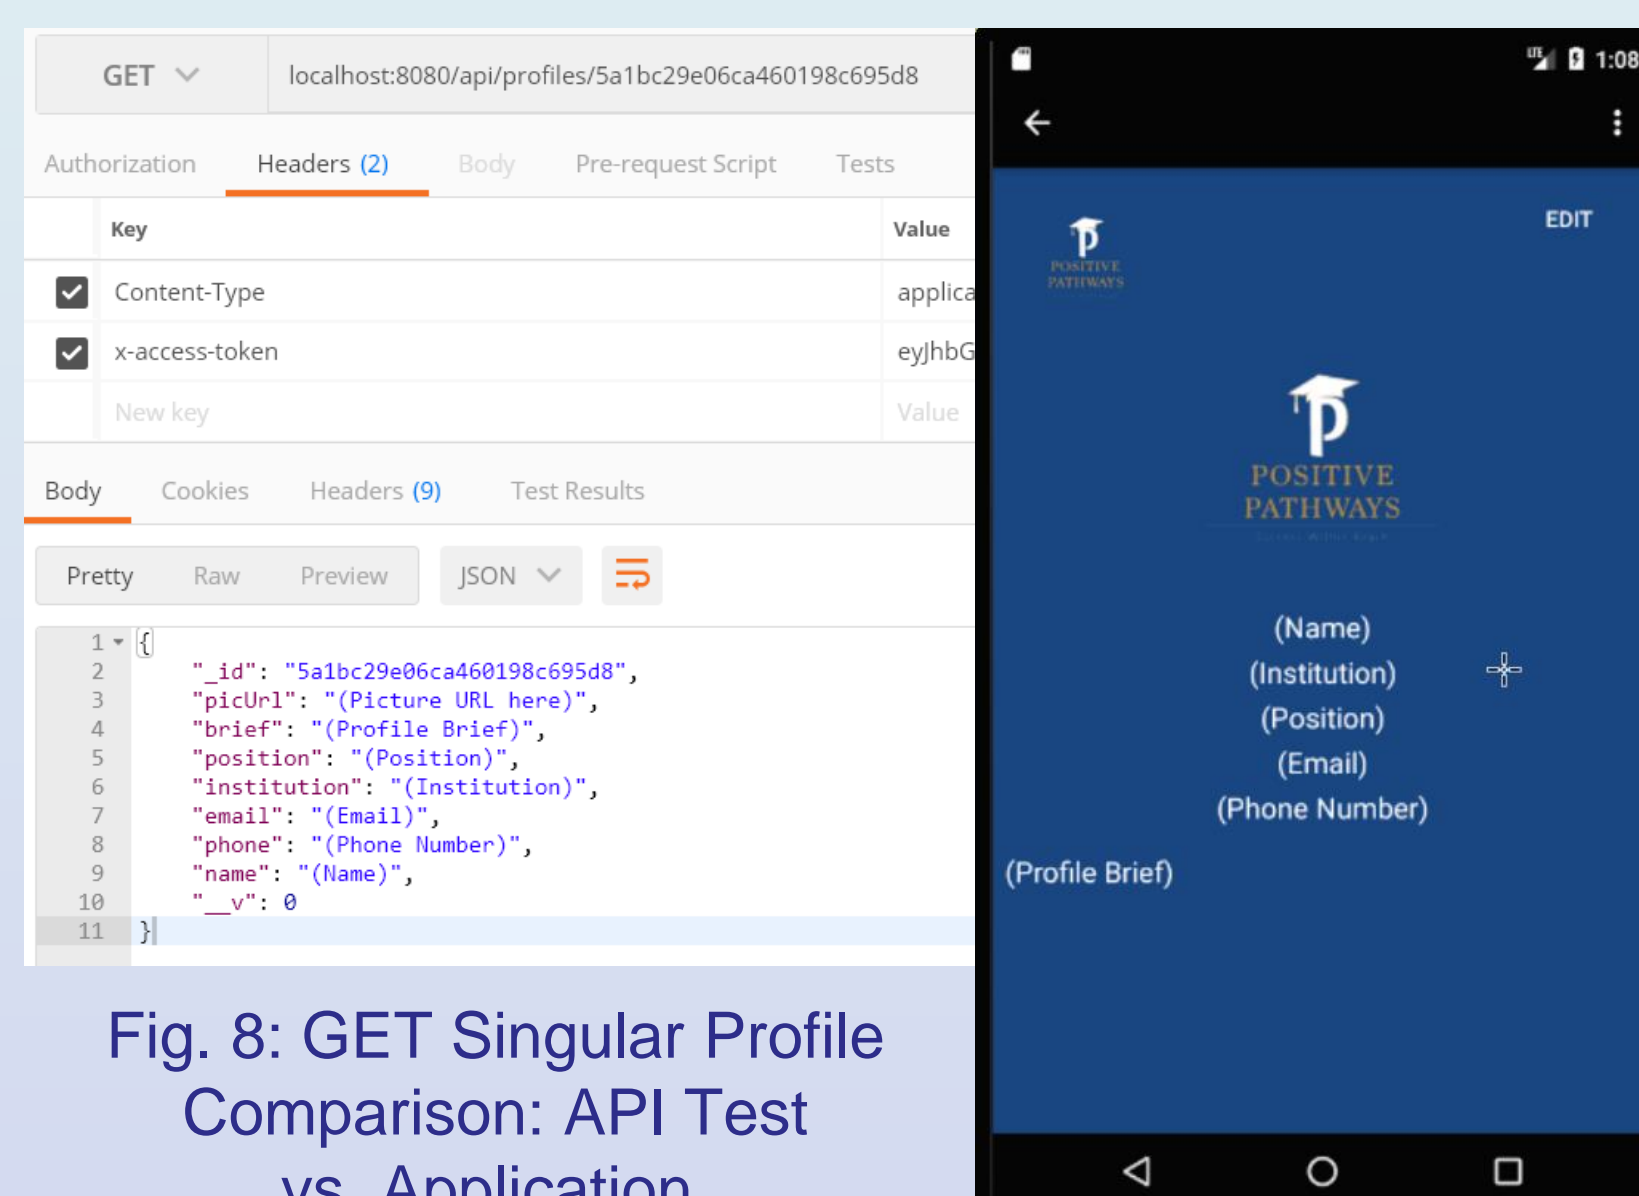 GET
localhost:8080/api/profiles/5a1bc29e06ca460198c695d8
Authorization Headers (2) Body Pre-request Script Tests
Key Value
Content-Type applica
x-access-token eyJhbG
New key Value
Body Cookies Headers (9) Test Results
Pretty Raw Preview JSON
1 {
2 "_id": "5a1bc29e06ca460198c695d8",
3 "picUrl": "(Picture URL here)",
4 "brief": "(Profile Brief)",
5 "position": "(Position)",
6 "institution": "(Institution)",
7 "email": "(Email)",
8 "phone": "(Phone Number)",
9 "name": "(Name)",
10 "__v": 0
11 }
Fig. 8: GET Singular Profile
Comparison: API Test
vs. Application
LTE 1:08
EDIT
p
POSITIVE
PATHWAYS
p
POSITIVE
PATHWAYS
(Name)
(Institution)
(Position)
(Email)
(Phone Number)
(Profile Brief)